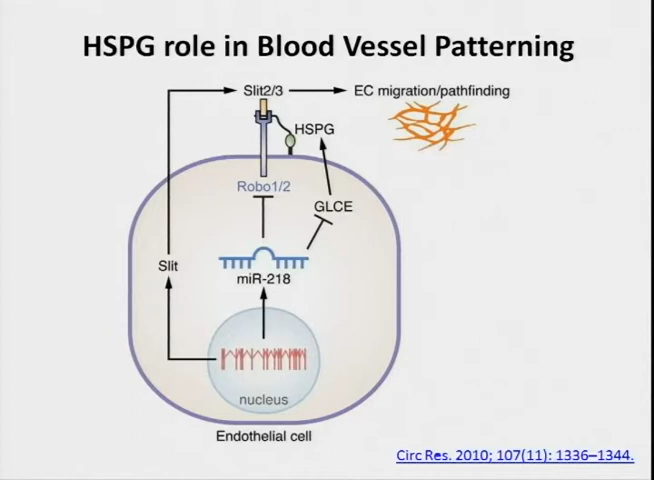 HSPG role in Blood Vessel Patterning
Slit2/3
EC migration/pathfinding
HSPG
Robo1/2
GLCE
Slit
miR-218
nucleus
Endothelial cell
Circ Res. 2010; 107(11): 1336–1344.